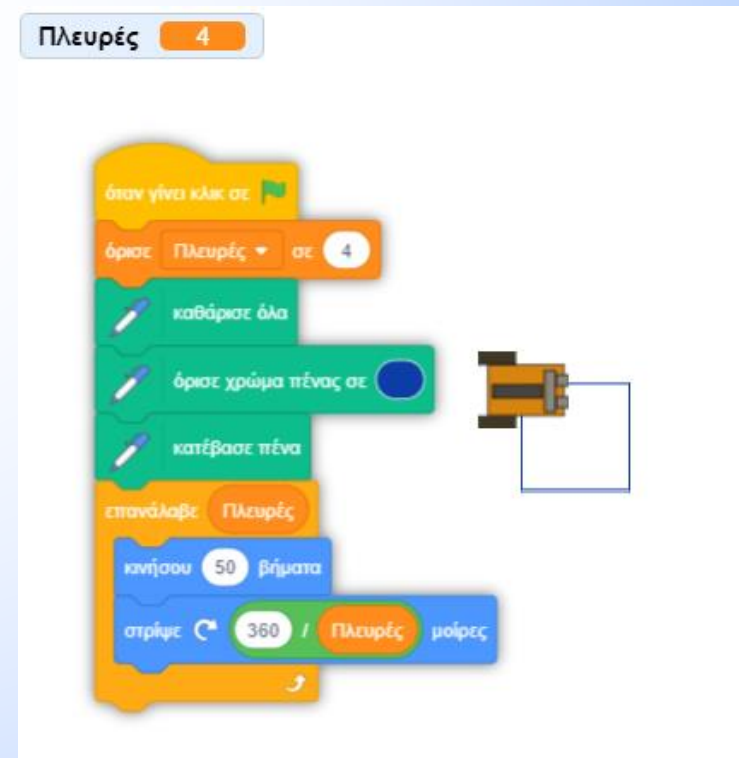 Πλευρές 4
όταν γίνει κλικ σε
όρισε Πλευρές σε 4
καθάρισε όλα
όρισε χρώμα πένας σε
κατέβασε πένα
επανάλαβε Πλευρές
κινήσου 50 βήματα
στρίψε 360 / Πλευρές μοίρες